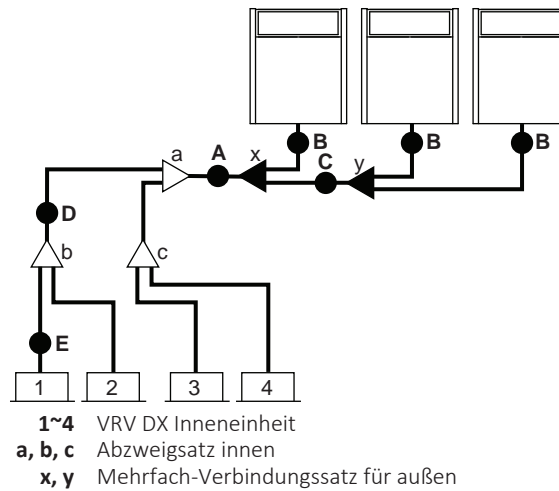 B B B
a A x C y
D
b c
E
1 2 3 4
1~4 VRV DX Inneneinheit
a, b, c Abzweigsatz innen
x, y Mehrfach-Verbindungssatz für außen